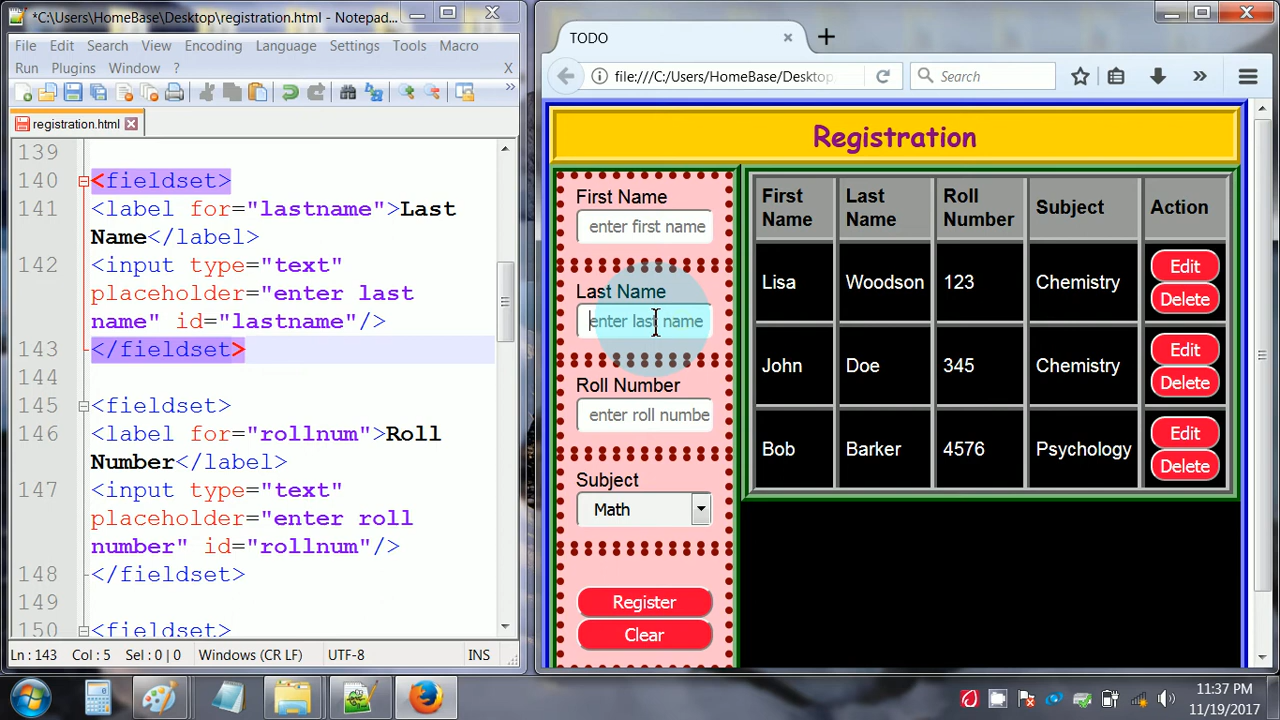 *C:\Users\HomeBase\Desktop\registration.html - Notepad...
File Edit Search View Encoding Language Settings Tools Macro
Run Plugins Window ? X
registration.html
139
140 <fieldset>
141 <label for="lastname">Last
Name</label>
142 <input type="text"
placeholder="enter last
name" id="lastname"/>
143 </fieldset>
144
145 <fieldset>
146 <label for="rollnum">Roll
Number</label>
147 <input type="text"
placeholder="enter roll
number" id="rollnum"/>
148 </fieldset>
149
150 <fieldset>
Ln : 143 Col : 5 Sel : 0 | 0 Windows (CR LF) UTF-8 INS
TODO
file:///C:/Users/HomeBase/Desktop
Search
Registration
First Name
enter first name
Last Name
enter last name
Roll Number
enter roll numbe
Subject
Math
Register
Clear
First Name Last Name Roll Number Subject Action
Lisa Woodson 123 Chemistry Edit
Delete
John Doe 345 Chemistry Edit
Delete
Bob Barker 4576 Psychology Edit
Delete
11:37 PM
11/19/2017